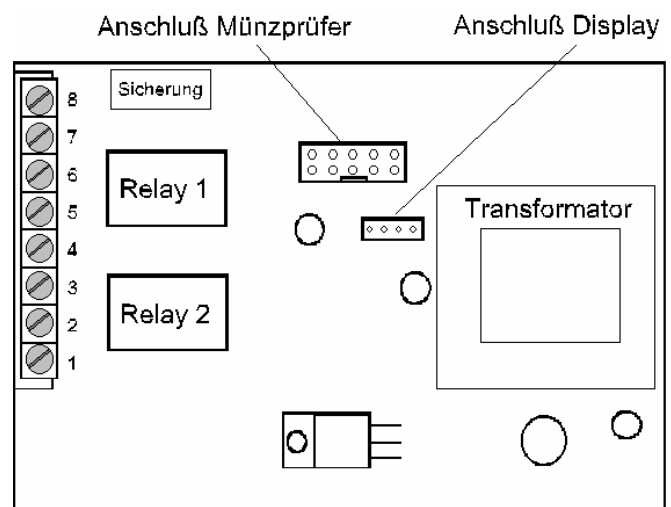 Anschluß Münzprüfer
Anschluß Display
Sicherung
8
7
6
5
4
3
2
1
Relay 1
Relay 2
Transformator